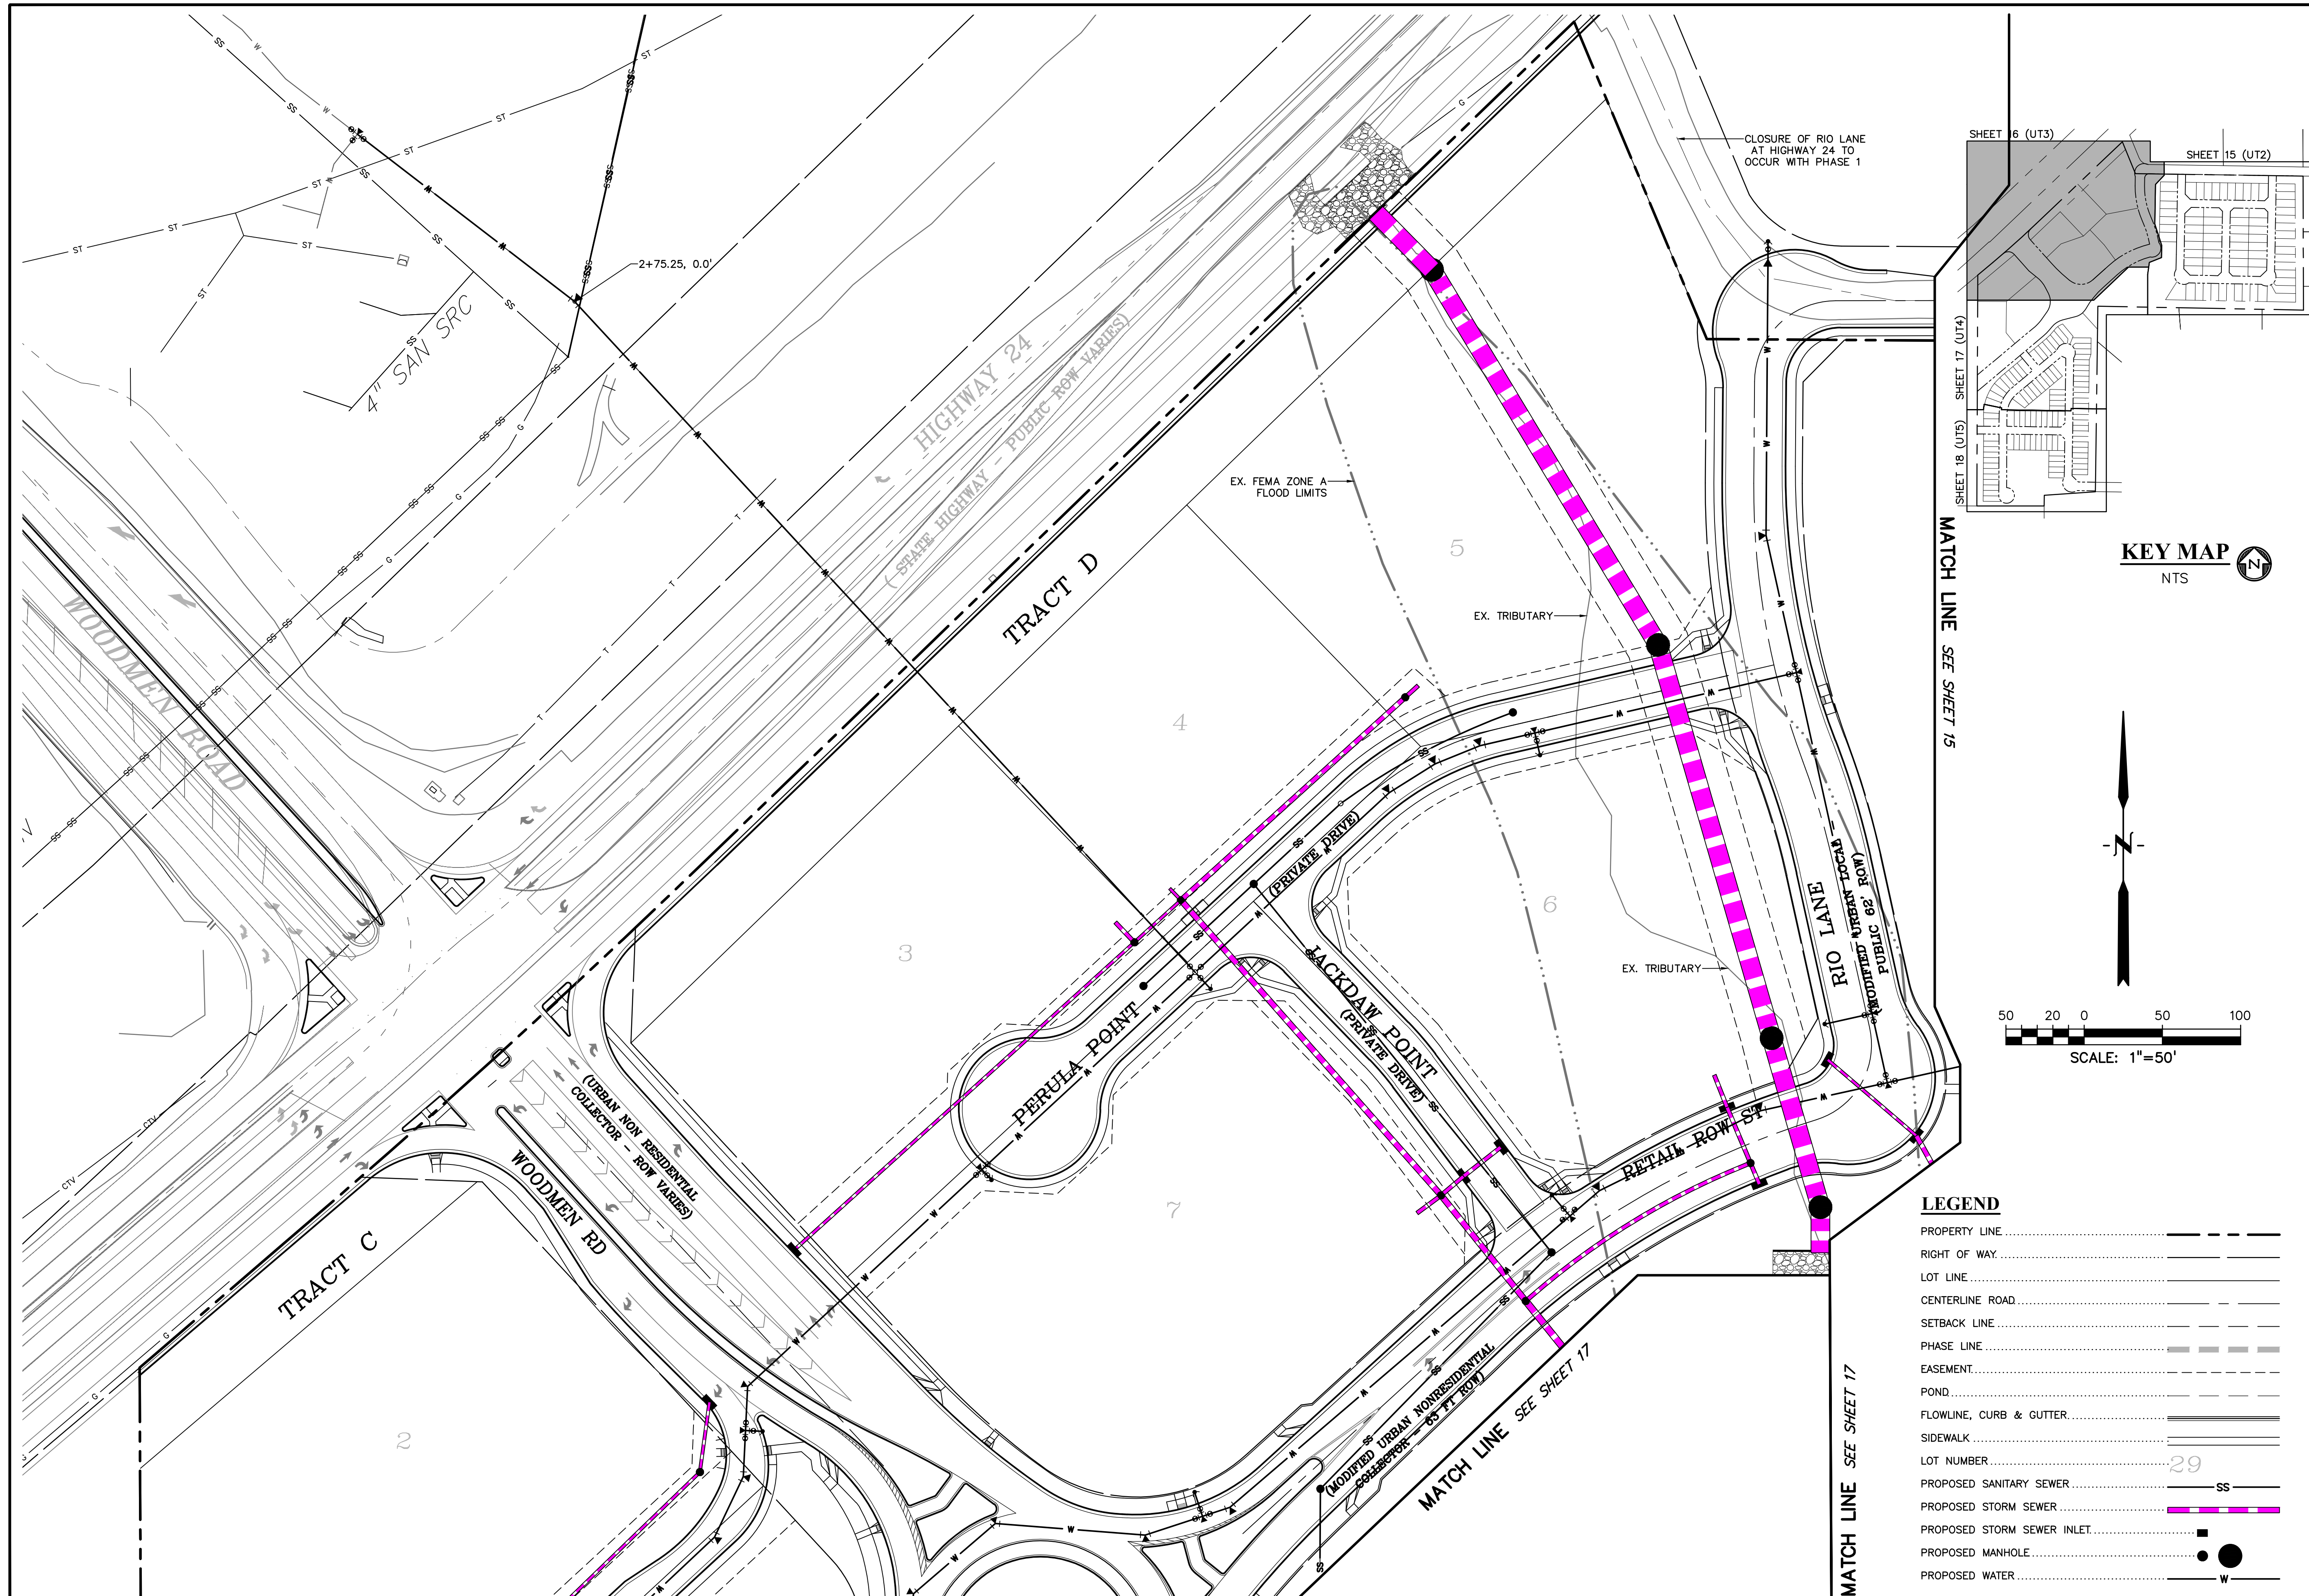 CLOSURE OF RIO LANE
AT HIGHWAY 24 TO
OCCUR WITH PHASE 1
SHEET 16 (UT3)
SHEET 15 (UT2)
SHEET 17 (UT4)
SHEET 18 (UT5)
KEY MAP
N
NTS
2+75.25, 0.0'
4" SAN SRC
HIGHWAY 24
( STATE HIGHWAY - PUBLIC ROW VARIES)
WOODMEN ROAD
TRACT D
EX. FEMA ZONE A
FLOOD LIMITS
5
EX. TRIBUTARY
4
3
6
EX. TRIBUTARY
7
2
MATCH LINE SEE SHEET 15
N
(PRIVATE DRIVE)
PERULA POINT
JACKDAW POINT
(PRIVATE DRIVE)
RIO LANE
(MODIFIED URBAN LOCAL -
PUBLIC 62' ROW)
RETAIL ROW ST
(URBAN NON RESIDENTIAL
COLLECTOR - ROW VARIES)
WOODMEN RD
TRACT C
(MODIFIED URBAN NONRESIDENTIAL
COLLECTOR - 63 FT ROW)
MATCH LINE SEE SHEET 17
MATCH LINE SEE SHEET 17
50 20 0 50 100
SCALE: 1"=50'
LEGEND
PROPERTY LINE
RIGHT OF WAY
LOT LINE
CENTERLINE ROAD
SETBACK LINE
PHASE LINE
EASEMENT
POND
FLOWLINE, CURB & GUTTER
SIDEWALK
LOT NUMBER 29
PROPOSED SANITARY SEWER SS
PROPOSED STORM SEWER
PROPOSED STORM SEWER INLET
PROPOSED MANHOLE
PROPOSED WATER W